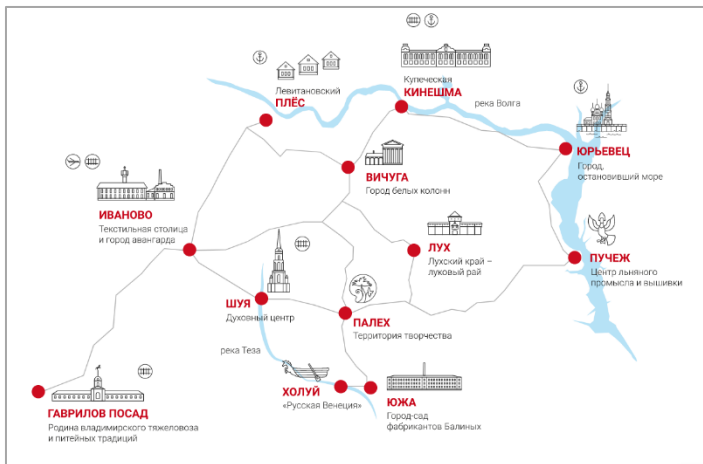 Левитановский
ПЛЁС
Купеческая
КИНЕШМА
река Волга
ЮРЬЕВЕЦ
Город,
остановивший море
ВИЧУГА
Город белых колонн
ИВАНОВО
Текстильная столица
и город авангарда
ЛУХ
Лухский край –
луковый рай
ПУЧЕЖ
Центр льняного
промысла и вышивки
ШУЯ
Духовный центр
ПАЛЕХ
Территория творчества
река Теза
ХОЛУЙ
«Русская Венеция»
ЮЖА
Город-сад
фабрикантов Балиных
ГАВРИЛОВ ПОСАД
Родина владимирского тяжеловоза
и питейных традиций